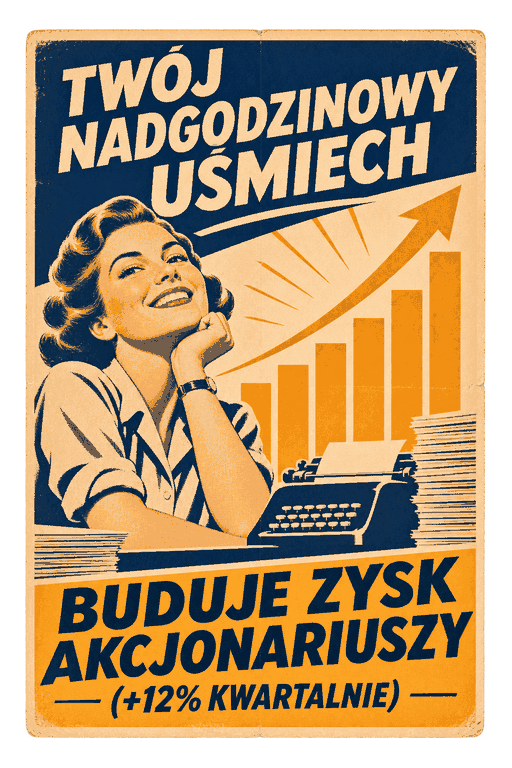 TWÓJ
NADGODZINOWY
UŚMIECH
BUDUJE ZYSK
AKCJONARIUSZY
(+12% KWARTALNIE)